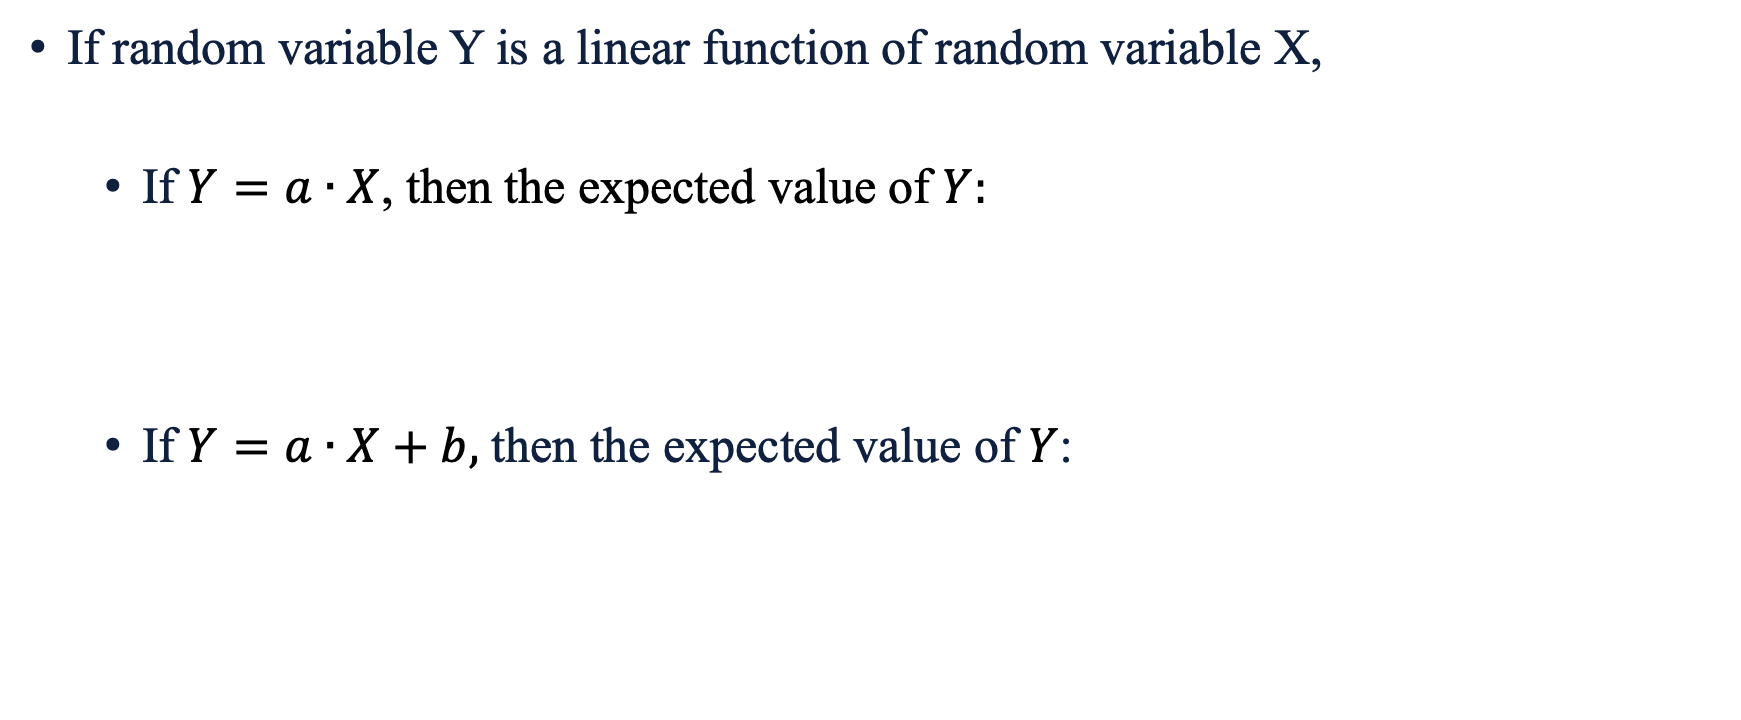 • If random variable Y is a linear function of random variable X,
• If Y = a · X, then the expected value of Y:
• If Y = a · X + b, then the expected value of Y: